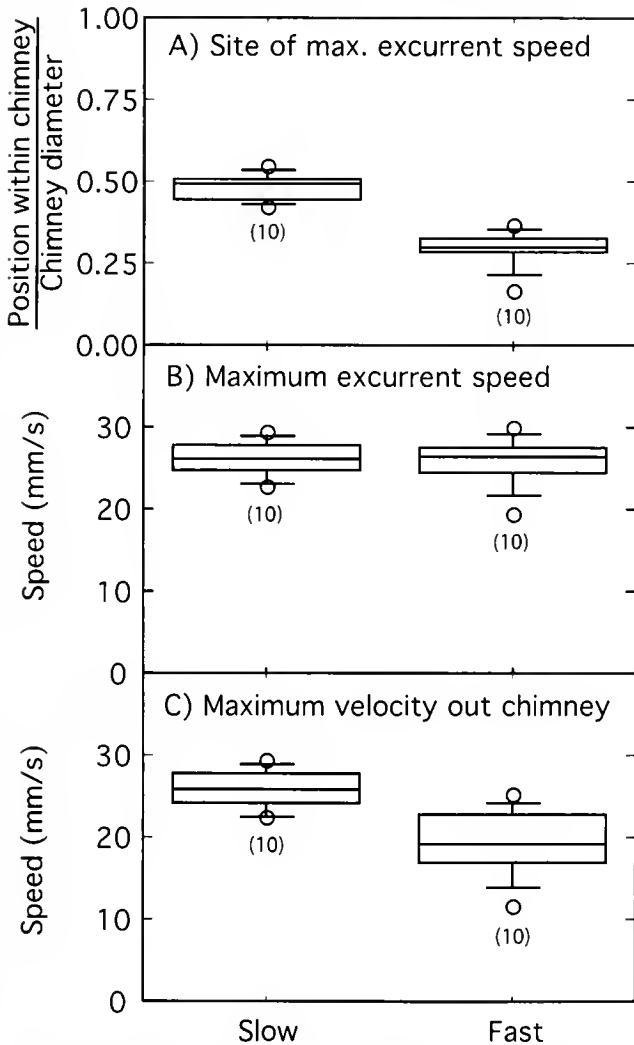 A) Site of max. excurrent speed
Position within chimney
Chimney diameter
1.00
0.75
0.50
0.25
0.00
(10)
(10)
B) Maximum excurrent speed
Speed (mm/s)
30
20
10
0
(10)
(10)
C) Maximum velocity out chimney
Speed (mm/s)
30
20
10
0
(10)
(10)
Slow
Fast